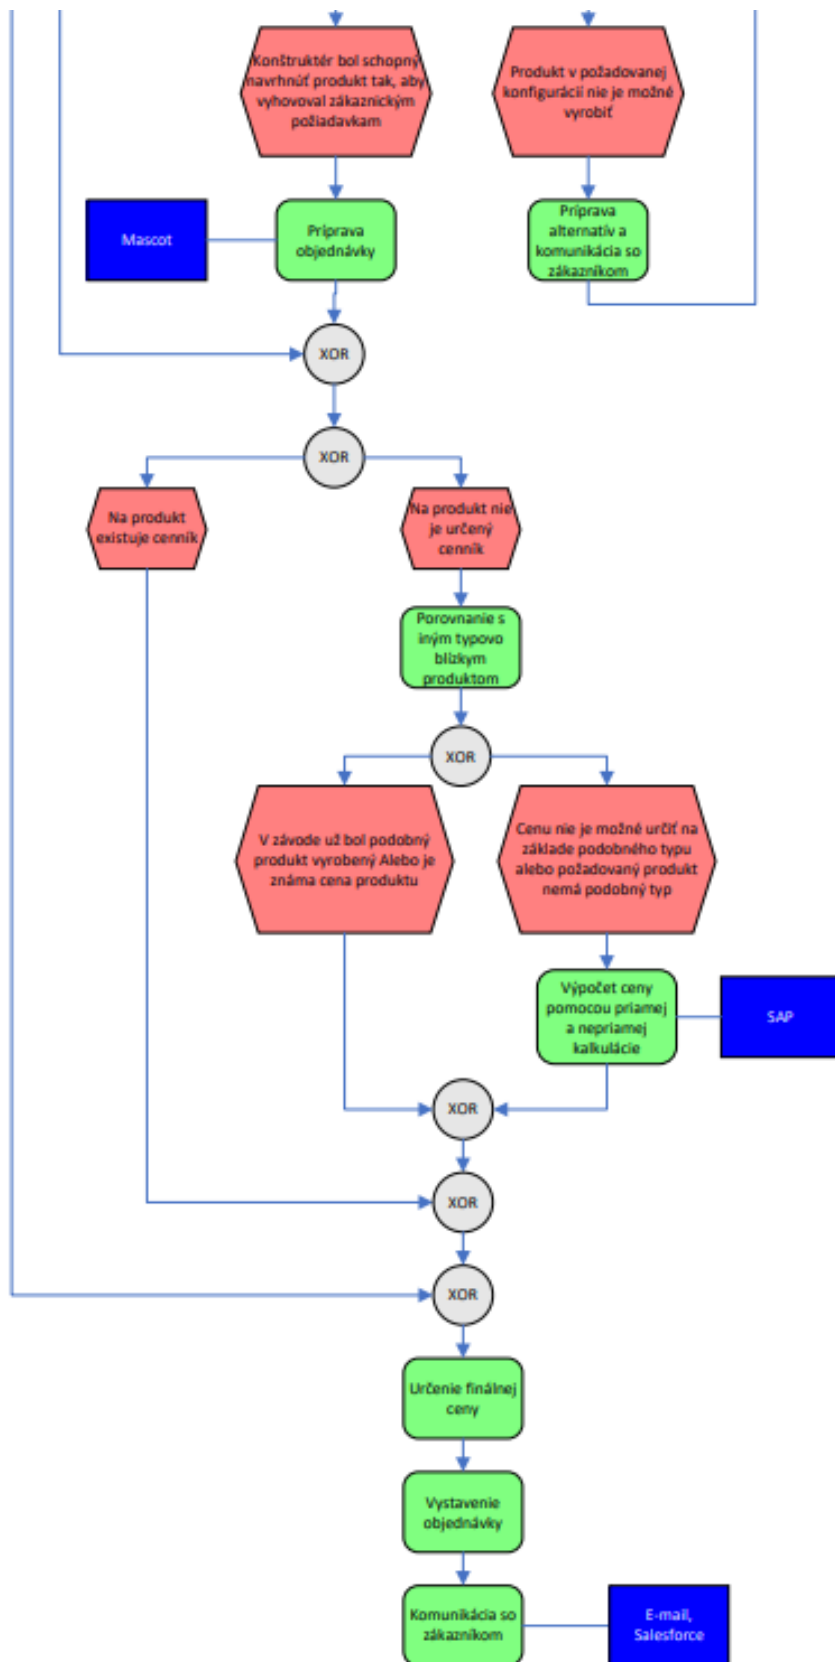 Konštruktér bol schopný
navrhnúť produkt tak, aby
vyhovoval zákaznickým
požiadavkam
Produkt v požadovanej
konfigurácií nie je možné
vyrobiť
Mascot
Príprava
objednávky
Príprava
alternatív a
komunikácia so
zákazníkom
XOR
XOR
Na produkt
existuje cenník
Na produkt nie
je určený
cenník
Porovnanie s
iným typovo
blízkym
produktom
XOR
V závode už bol podobný
produkt vyrobený Alebo je
známa cena produktu
Cenu nie je možné určiť na
základe podobného typu
alebo požadovaný produkt
nemá podobný typ
Výpočet ceny
pomocou priamej
a nepriamej
kalkulácie
SAP
XOR
XOR
XOR
Určenie finálnej
ceny
Vystavenie
objednávky
Komunikácia so
zákazníkom
E-mail,
Salesforce